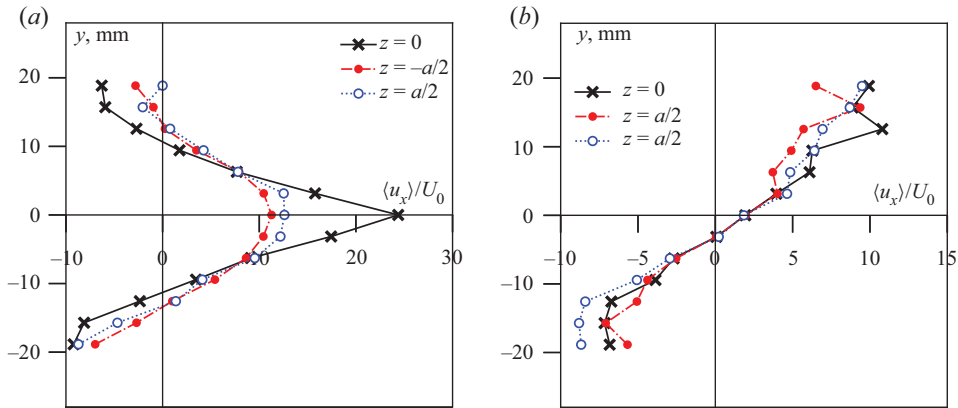 (a)
y, mm
z = 0
z = –a/2
z = a/2
20
10
0
–10
–20
⟨u_x⟩/U_0
–10
0
10
20
30
(b)
y, mm
z = 0
z = a/2
z = a/2
20
10
0
–10
–20
⟨u_x⟩/U_0
–10
–5
0
5
10
15